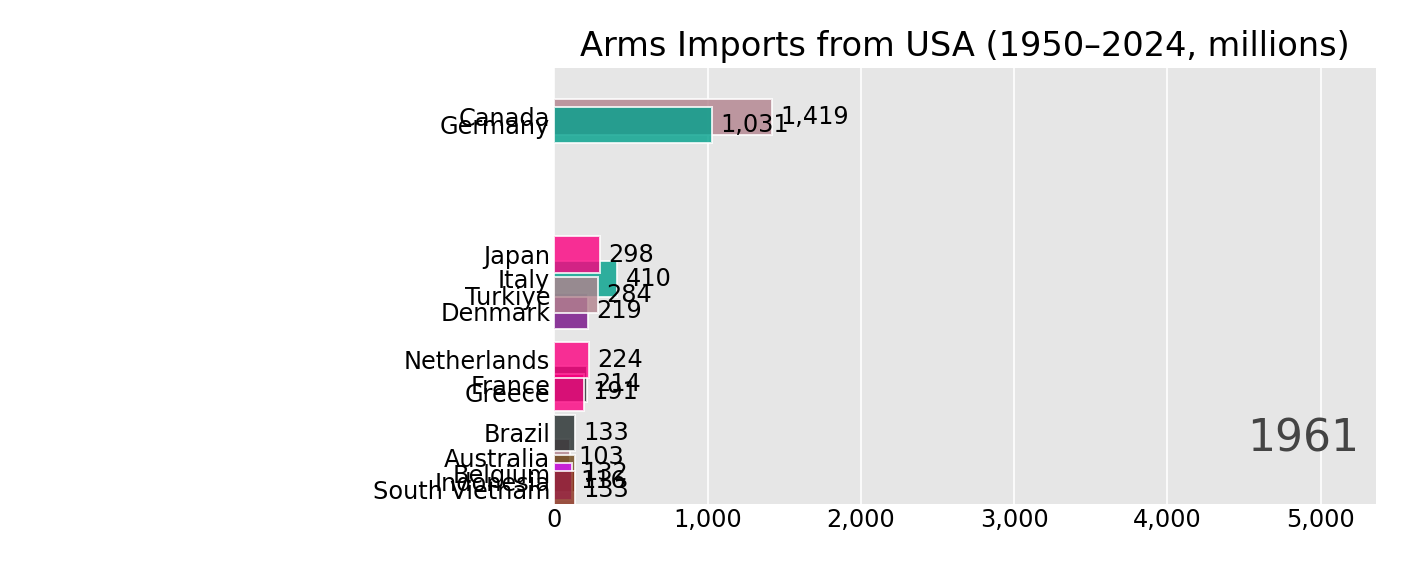 Arms Imports from USA (1950–2024, millions)
Canada 1,419
Germany 1,031
Japan 298
Italy 410
Turkiye 284
Denmark 219
Netherlands 224
France 214
Greece 191
Brazil 133
Australia 103
Belgium 132
Indonesia
South Vietnam 133
1961
0 1,000 2,000 3,000 4,000 5,000